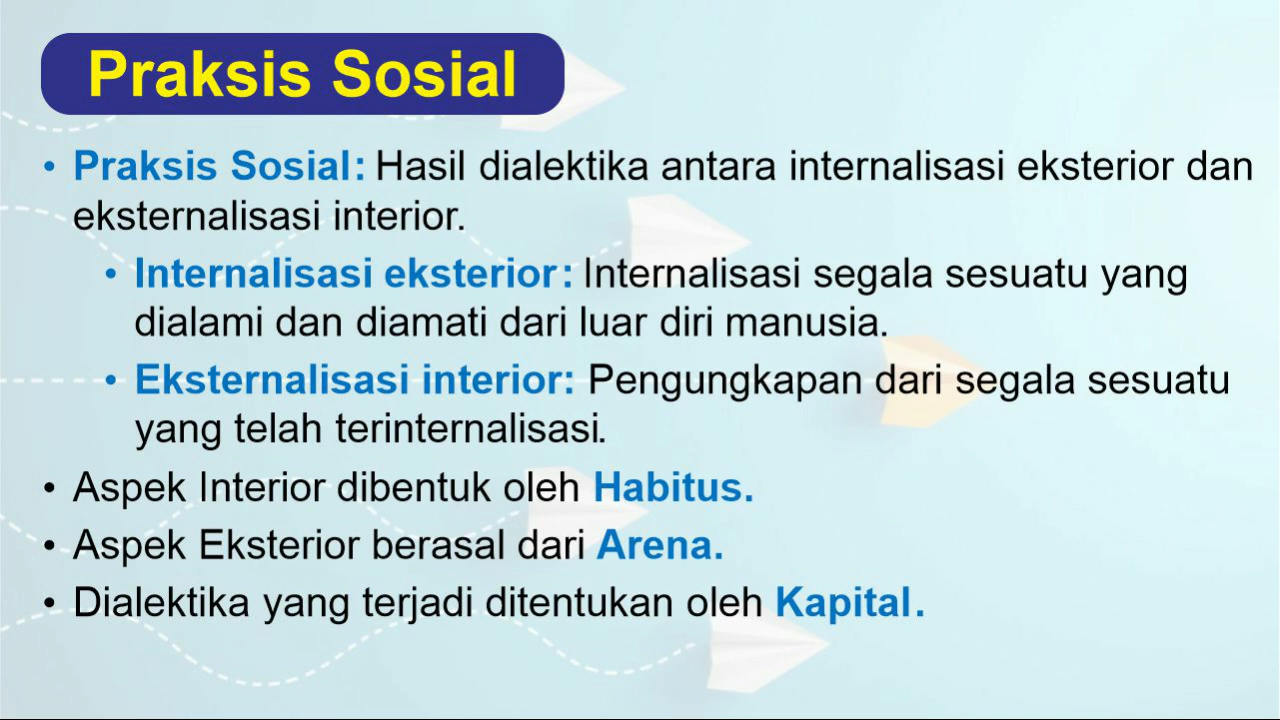 Praksis Sosial
• Praksis Sosial: Hasil dialektika antara internalisasi eksterior dan
eksternalisasi interior.
• Internalisasi eksterior: Internalisasi segala sesuatu yang
dialami dan diamati dari luar diri manusia.
• Eksternalisasi interior: Pengungkapan dari segala sesuatu
yang telah terinternalisasi.
• Aspek Interior dibentuk oleh Habitus.
• Aspek Eksterior berasal dari Arena.
• Dialektika yang terjadi ditentukan oleh Kapital.